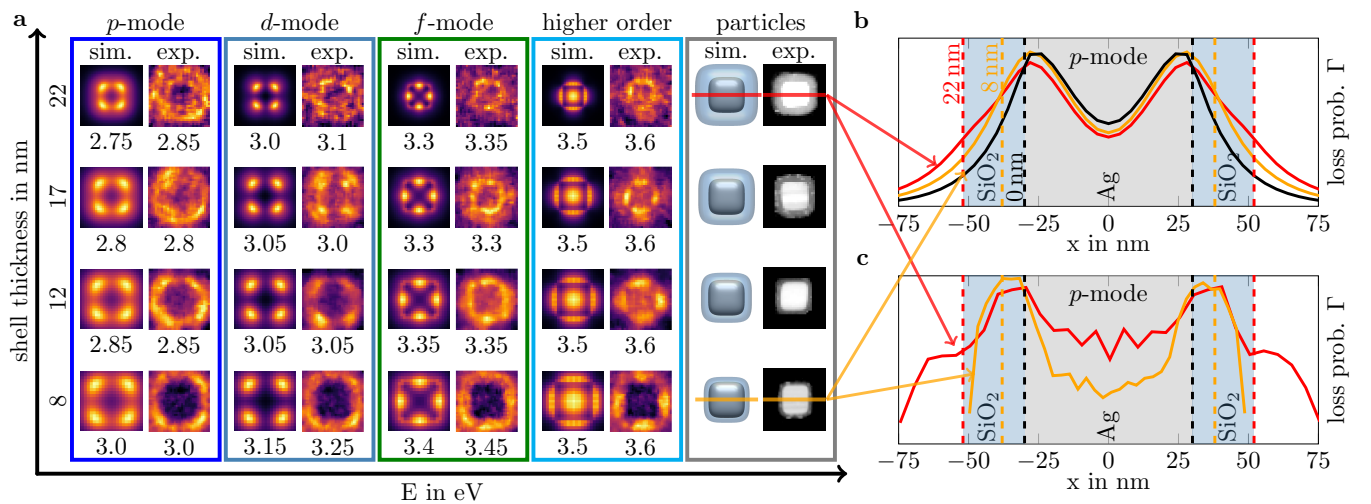 a
p-mode d-mode f-mode higher order particles
sim. exp. sim. exp. sim. exp. sim. exp. sim. exp.
shell thickness in nm
22
2.75 2.85 3.0 3.1 3.3 3.35 3.5 3.6
17
2.8 2.8 3.05 3.0 3.3 3.3 3.5 3.6
12
2.85 2.85 3.05 3.05 3.35 3.35 3.5 3.6
8
3.0 3.0 3.15 3.25 3.4 3.45 3.5 3.6
E in eV
b
p-mode
22 nm
8 nm
0 nm
SiO2
Ag
SiO2
loss prob. Γ
−75 −50 −25 0 25 50 75
x in nm
c
p-mode
SiO2
Ag
SiO2
loss prob. Γ
−75 −50 −25 0 25 50 75
x in nm